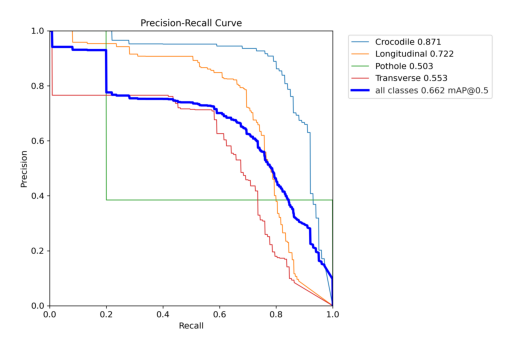 Precision-Recall Curve
Crocodile 0.871
Longitudinal 0.722
Pothole 0.503
Transverse 0.553
all classes 0.662 mAP@0.5
1.0
0.8
0.6
0.4
0.2
0.0
Precision
0.0 0.2 0.4 0.6 0.8 1.0
Recall